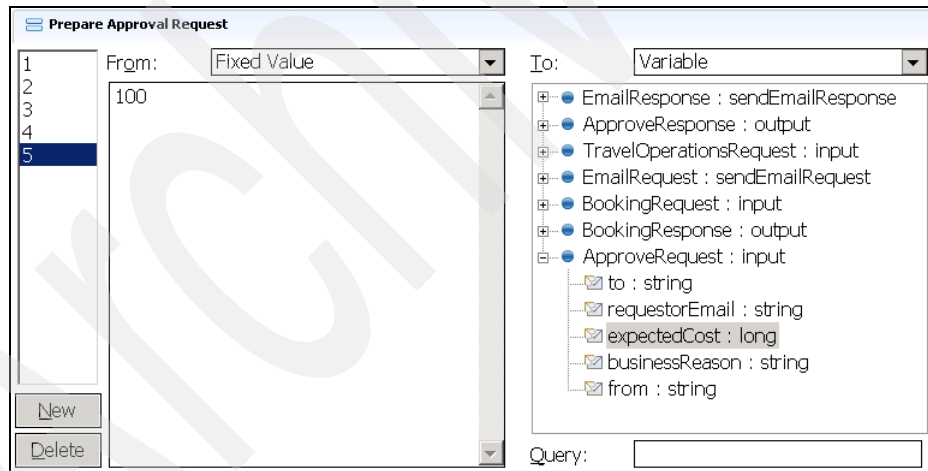 Prepare Approval Request
1
2
3
4
5
From:
Fixed Value
100
New
Delete
To:
Variable
EmailResponse : sendEmailResponse
ApproveResponse : output
TravelOperationsRequest : input
EmailRequest : sendEmailRequest
BookingRequest : input
BookingResponse : output
ApproveRequest : input
to : string
requestorEmail : string
expectedCost : long
businessReason : string
from : string
Query: